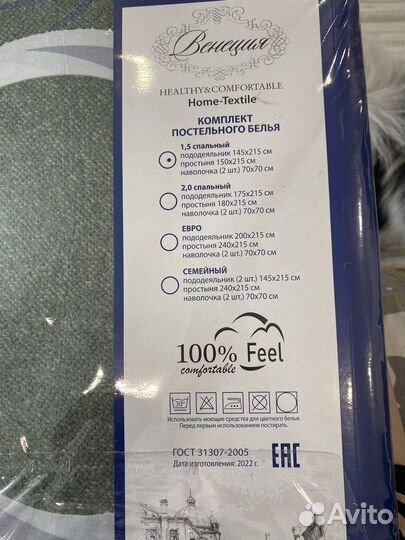 Венеция
HEALTHY&COMFORTABLE
Home-Textile
КОМПЛЕКТ
ПОСТЕЛЬНОГО БЕЛЬЯ
1,5 спальный
пододеяльник 145x215 см
простыня 150x215 см
наволочка (2 шт.) 70x70 см
2,0 спальный
пододеяльник 175x215 см
простыня 180x215 см
наволочка (2 шт.) 70x70 см
ЕВРО
пододеяльник 200x215 см
простыня 240x215 см
наволочка (2 шт.) 70x70 см
СЕМЕЙНЫЙ
пододеяльник (2 шт.) 145x215 см
простыня 240x215 см
наволочка (2 шт.) 70x70 см
100% Feel
comfortable
30°
Использовать моющие средства для цветного белья.
Перед первым использованием постирать.
ГОСТ 31307-2005
Дата изготовления: 2022 г.
EAC
Avito